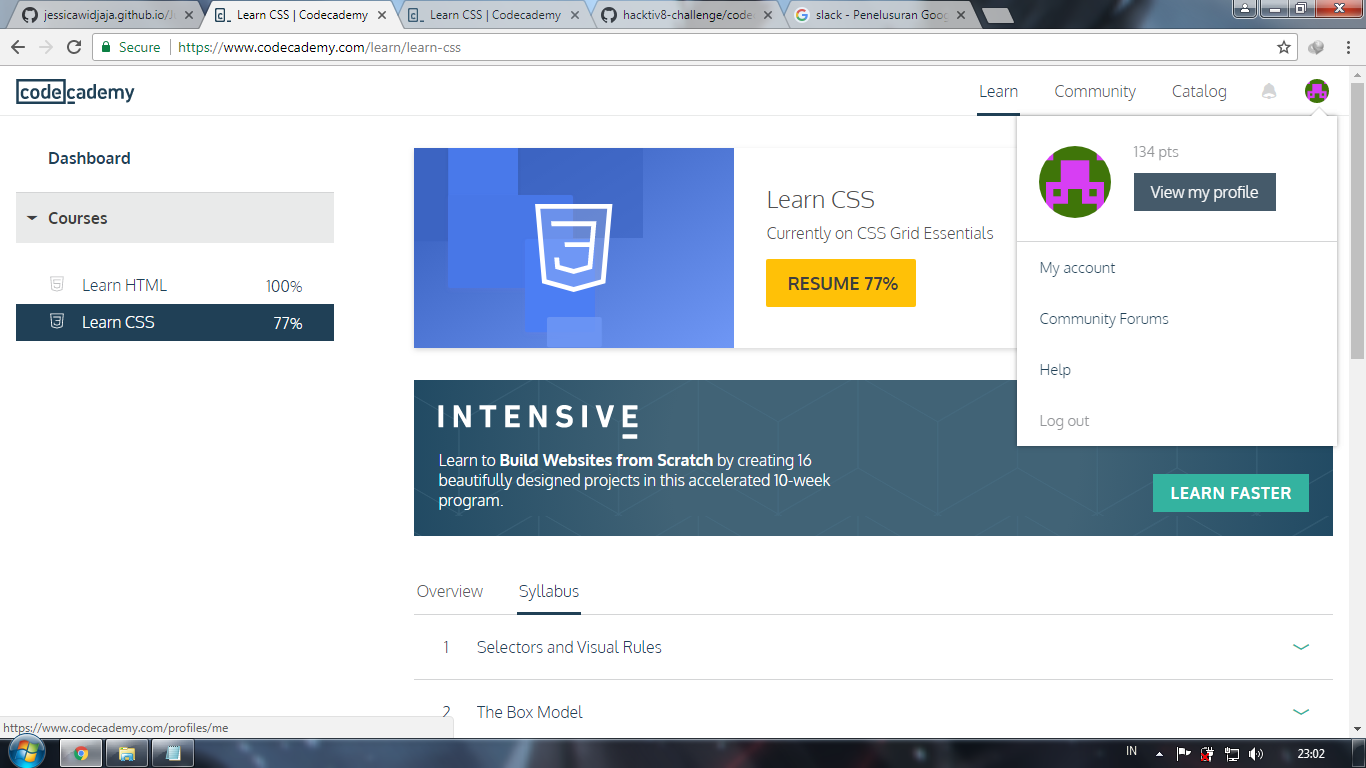 jessicawidjaja.github.io/J
Learn CSS | Codecademy
Learn CSS | Codecademy
hacktiv8-challenge/code
slack - Penelusuran Goog
Secure
https://www.codecademy.com/learn/learn-css
codecademy
Learn
Community
Catalog
Dashboard
Courses
Learn HTML 100%
Learn CSS 77%
Learn CSS
Currently on CSS Grid Essentials
RESUME 77%
134 pts
View my profile
My account
Community Forums
Help
Log out
INTENSIVE
Learn to Build Websites from Scratch by creating 16
beautifully designed projects in this accelerated 10-week
program.
LEARN FASTER
Overview
Syllabus
1 Selectors and Visual Rules
2 The Box Model
https://www.codecademy.com/profiles/me
IN
23:02